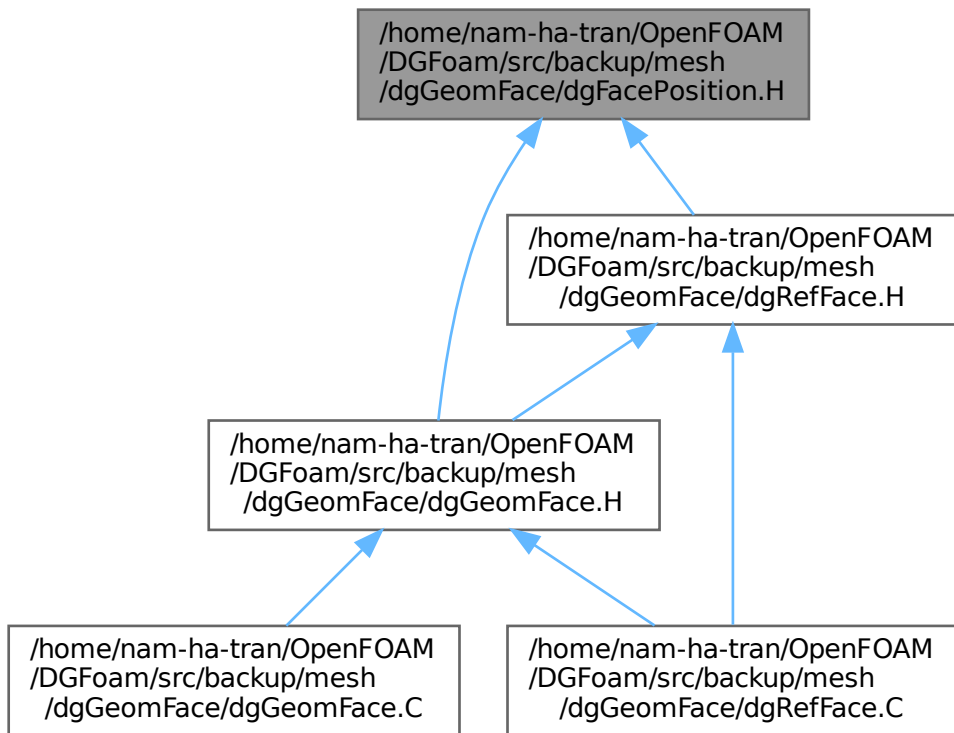 /home/nam-ha-tran/OpenFOAM
/DGFoam/src/backup/mesh
/dgGeomFace/dgFacePosition.H
/home/nam-ha-tran/OpenFOAM
/DGFoam/src/backup/mesh
/dgGeomFace/dgRefFace.H
/home/nam-ha-tran/OpenFOAM
/DGFoam/src/backup/mesh
/dgGeomFace/dgGeomFace.H
/home/nam-ha-tran/OpenFOAM
/DGFoam/src/backup/mesh
/dgGeomFace/dgGeomFace.C
/home/nam-ha-tran/OpenFOAM
/DGFoam/src/backup/mesh
/dgGeomFace/dgRefFace.C